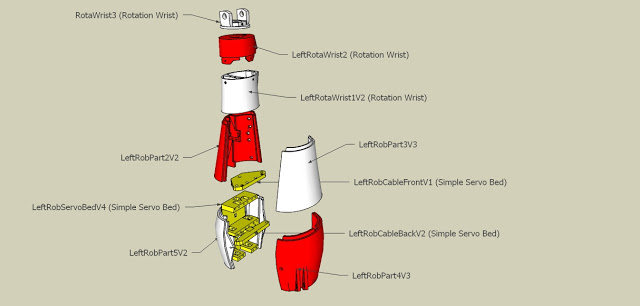 RotaWrist3 (Rotation Wrist)
LeftRotaWrist2 (Rotation Wrist)
LeftRotaWrist1V2 (Rotation Wrist)
LeftRobPart3V3
LeftRobPart2V2
LeftRobCableFrontV1 (Simple Servo Bed)
LeftRobServoBedV4 (Simple Servo Bed)
LeftRobCableBackV2 (Simple Servo Bed)
LeftRobPart5V2
LeftRobPart4V3